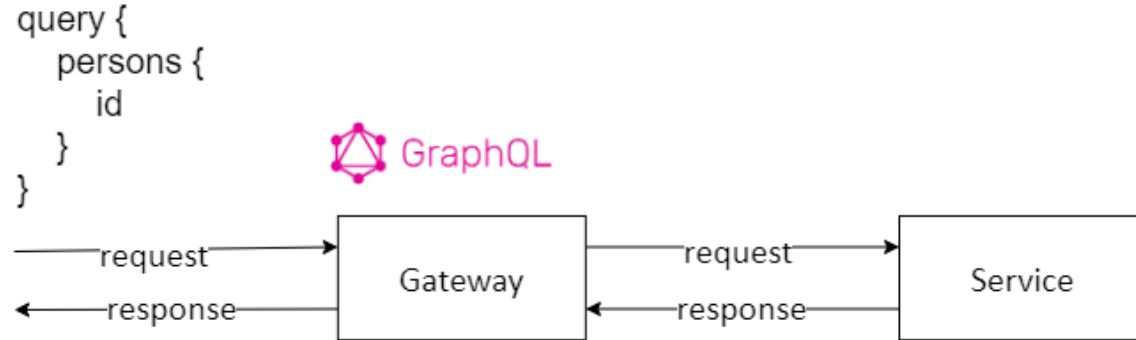 query {
persons {
id
}
}
GraphQL
request
response
Gateway
request
response
Service